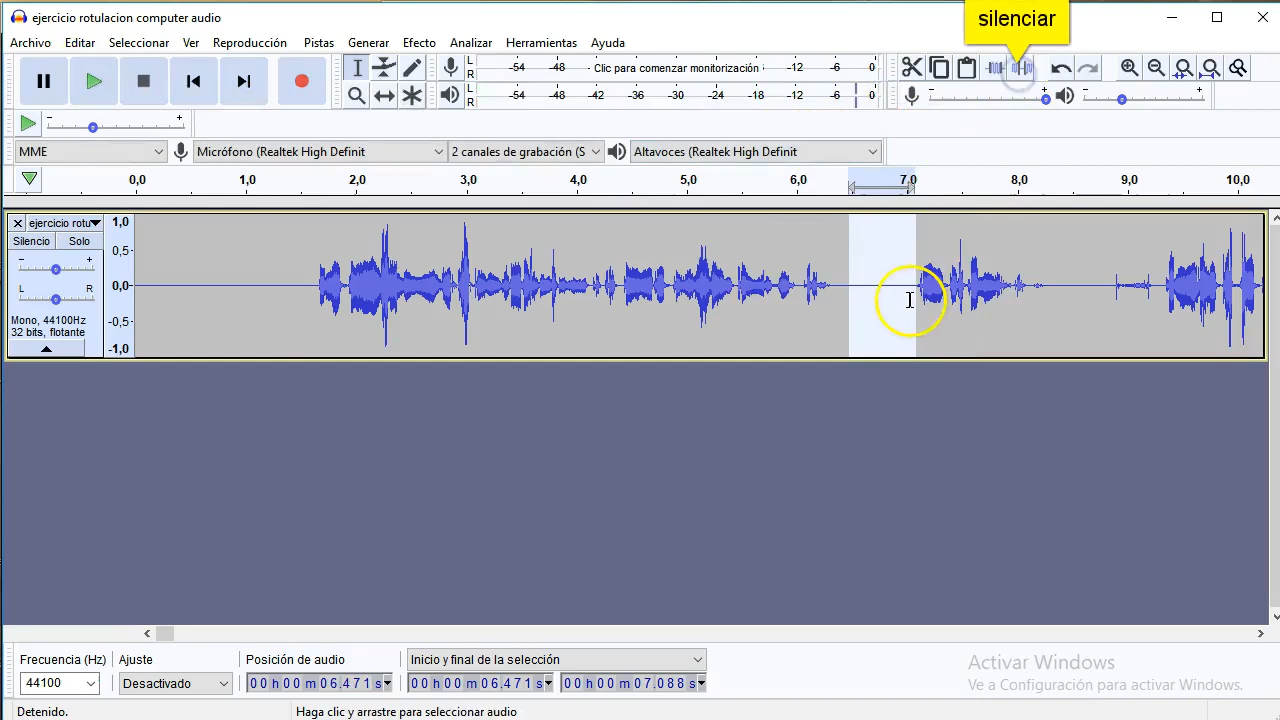 silenciar
ejercicio rotulacion computer audio
Archivo Editar Seleccionar Ver Reproducción Pistas Generar Efecto Analizar Herramientas Ayuda
L R -54 -48 Clic para comenzar monitorización -12 -6 0
L R -54 -48 -42 -36 -30 -24 -18 -12 -6 0
- + - +
- +
MME Micrófono (Realtek High Definit 2 canales de grabación (S Altavoces (Realtek High Definit
0,0 1,0 2,0 3,0 4,0 5,0 6,0 7,0 8,0 9,0 10,0
ejercicio rotu 1,0
Silencio Solo
0,5
- +
0,0
L R
Mono, 44100Hz -0,5
32 bits, flotante
-1,0
Frecuencia (Hz) Ajuste Posición de audio Inicio y final de la selección
44100 Desactivado 00 h 00 m 06.471 s 00 h 00 m 06.471 s 00 h 00 m 07.088 s
Activar Windows
Ve a Configuración para activar Windows.
Detenido. Haga clic y arrastre para seleccionar audio